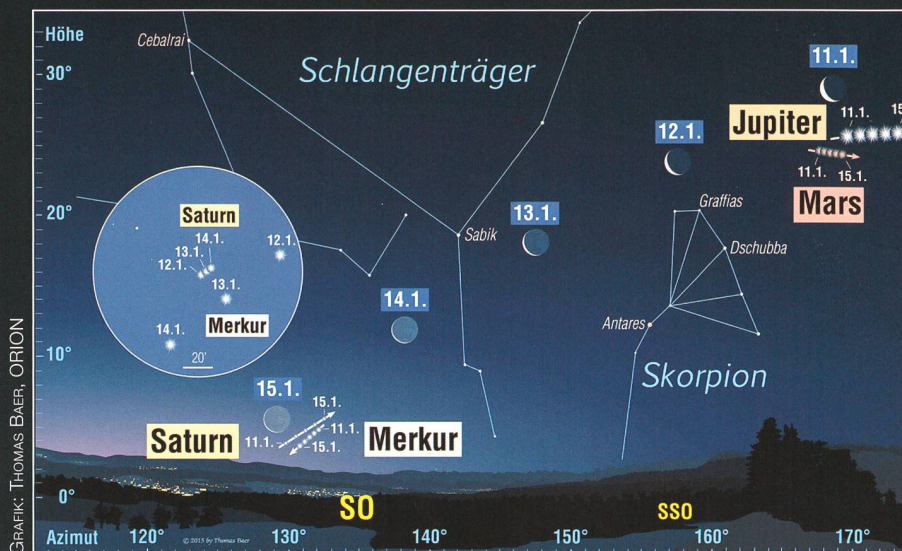 Höhe
30°
20°
10°
0°
Azimut
120°
130°
140°
150°
160°
170°
Cebalrai
Schlangenträger
11.1.
12.1.
13.1.
14.1.
15.1.
Jupiter
11.1.
15
Mars
11.1.
15.1.
Graffias
Dschubba
Sabik
Antares
Skorpion
Saturn
14.1.
13.1.
12.1.
12.1.
13.1.
Merkur
14.1.
20'
Saturn
11.1.
15.1.
11.1.
15.1.
Merkur
SO
SSO
© 2015 by Thomas Baer
GRAFIK: THOMAS BAER, ORION